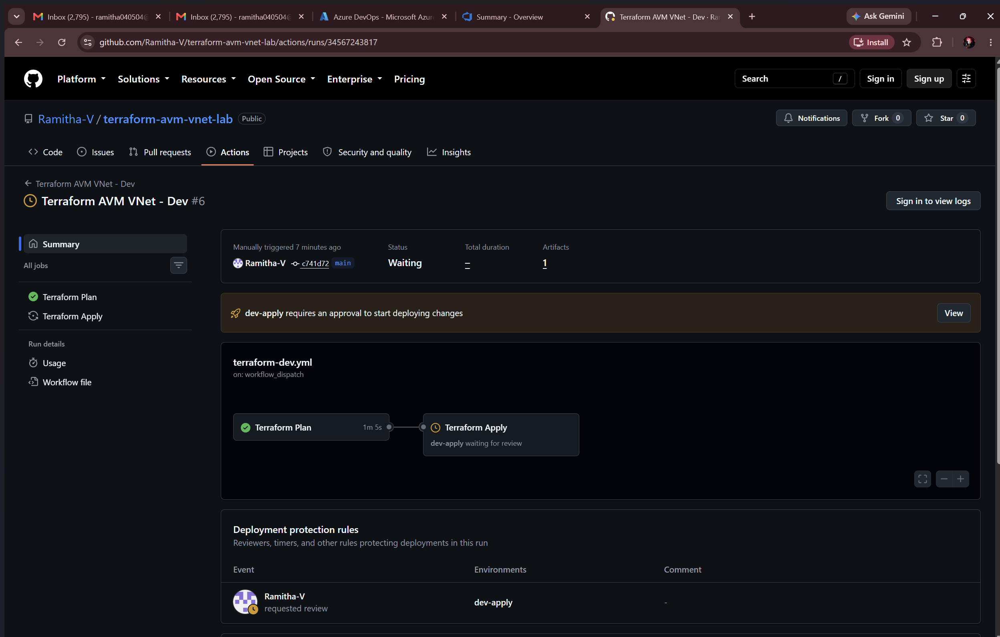 Inbox (2,795) - ramitha040504@
Inbox (2,795) - ramitha040504@
Azure DevOps - Microsoft Azur
Summary - Overview
Terraform AVM VNet - Dev · Ra
Ask Gemini
github.com/Ramitha-V/terraform-avm-vnet-lab/actions/runs/34567243817
Install
Platform
Solutions
Resources
Open Source
Enterprise
Pricing
Search /
Sign in
Sign up
Ramitha-V / terraform-avm-vnet-lab Public
Notifications
Fork 0
Star 0
Code
Issues
Pull requests
Actions
Projects
Security and quality
Insights
Terraform AVM VNet - Dev
Terraform AVM VNet - Dev #6
Sign in to view logs
Summary
All jobs
Terraform Plan
Terraform Apply
Run details
Usage
Workflow file
Manually triggered 7 minutes ago
Ramitha-V c741d72 main
Status
Waiting
Total duration
–
Artifacts
1
dev-apply requires an approval to start deploying changes
View
terraform-dev.yml
on: workflow_dispatch
Terraform Plan 1m 5s
Terraform Apply
dev-apply waiting for review
Deployment protection rules
Reviewers, timers, and other rules protecting deployments in this run
Event Environments Comment
Ramitha-V
requested review
dev-apply
-